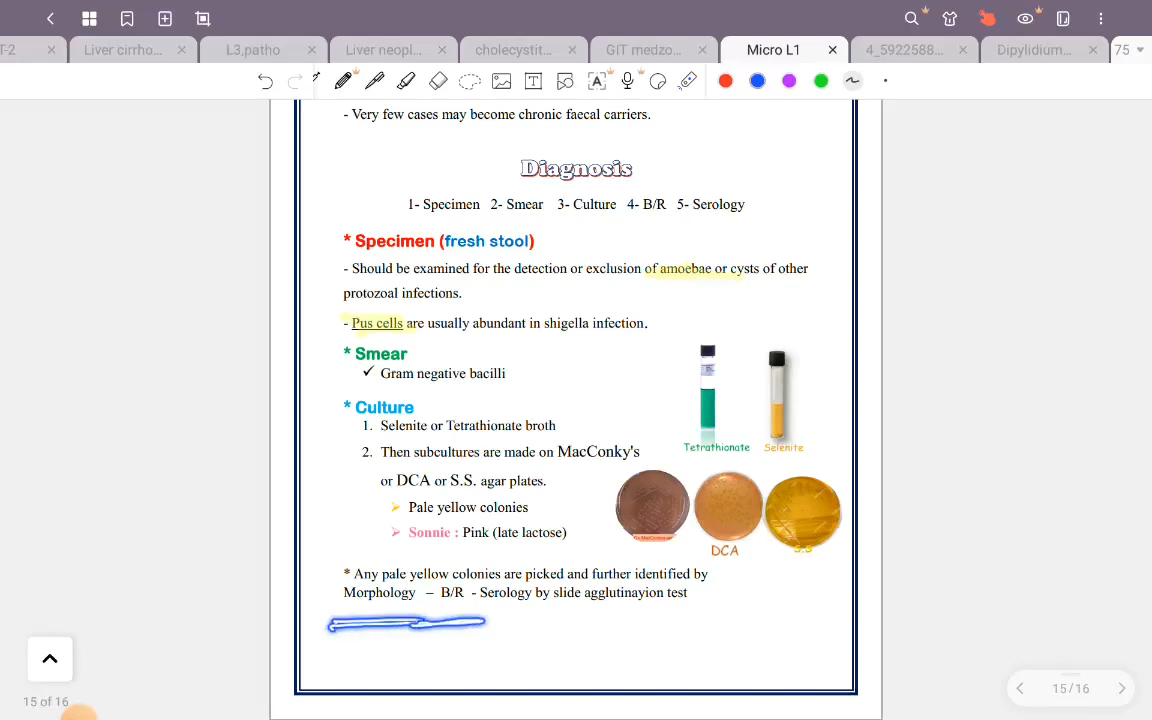 T-2
Liver cirrho...
L3,patho
Liver neopl...
cholecystit...
GIT medzo...
Micro L1
4_5922588...
Dipylidium...
75
- Very few cases may become chronic faecal carriers.
Diagnosis
1- Specimen 2- Smear 3- Culture 4- B/R 5- Serology
* Specimen (fresh stool)
- Should be examined for the detection or exclusion of amoebae or cysts of other
protozoal infections.
- Pus cells are usually abundant in shigella infection.
* Smear
✓ Gram negative bacilli
* Culture
1. Selenite or Tetrathionate broth
2. Then subcultures are made on MacConky's
or DCA or S.S. agar plates.
➢ Pale yellow colonies
➢ Sonnie : Pink (late lactose)
Tetrathionate Selenite
DCA
S.S
* Any pale yellow colonies are picked and further identified by
Morphology – B/R - Serology by slide agglutinayion test
15 of 16
15/16